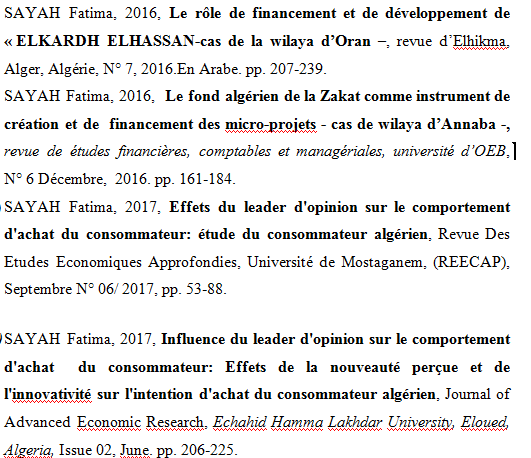 SAYAH Fatima, 2016, Le rôle de financement et de développement de
« ELKARDH ELHASSAN-cas de la wilaya d’Oran –, revue d’Elhikma,
Alger, Algérie, N° 7, 2016.En Arabe. pp. 207-239.
SAYAH Fatima, 2016, Le fond algérien de la Zakat comme instrument de
création et de financement des micro-projets - cas de wilaya d’Annaba -,
revue de études financières, comptables et managériales, université d’OEB,
N° 6 Décembre, 2016. pp. 161-184.
SAYAH Fatima, 2017, Effets du leader d'opinion sur le comportement
d'achat du consommateur: étude du consommateur algérien, Revue Des
Etudes Economiques Approfondies, Université de Mostaganem, (REECAP),
Septembre N° 06/ 2017, pp. 53-88.
SAYAH Fatima, 2017, Influence du leader d'opinion sur le comportement
d'achat du consommateur: Effets de la nouveauté perçue et de
l'innovativité sur l'intention d'achat du consommateur algérien, Journal of
Advanced Economic Research, Echahid Hamma Lakhdar University, Eloued,
Algeria, Issue 02, June. pp. 206-225.